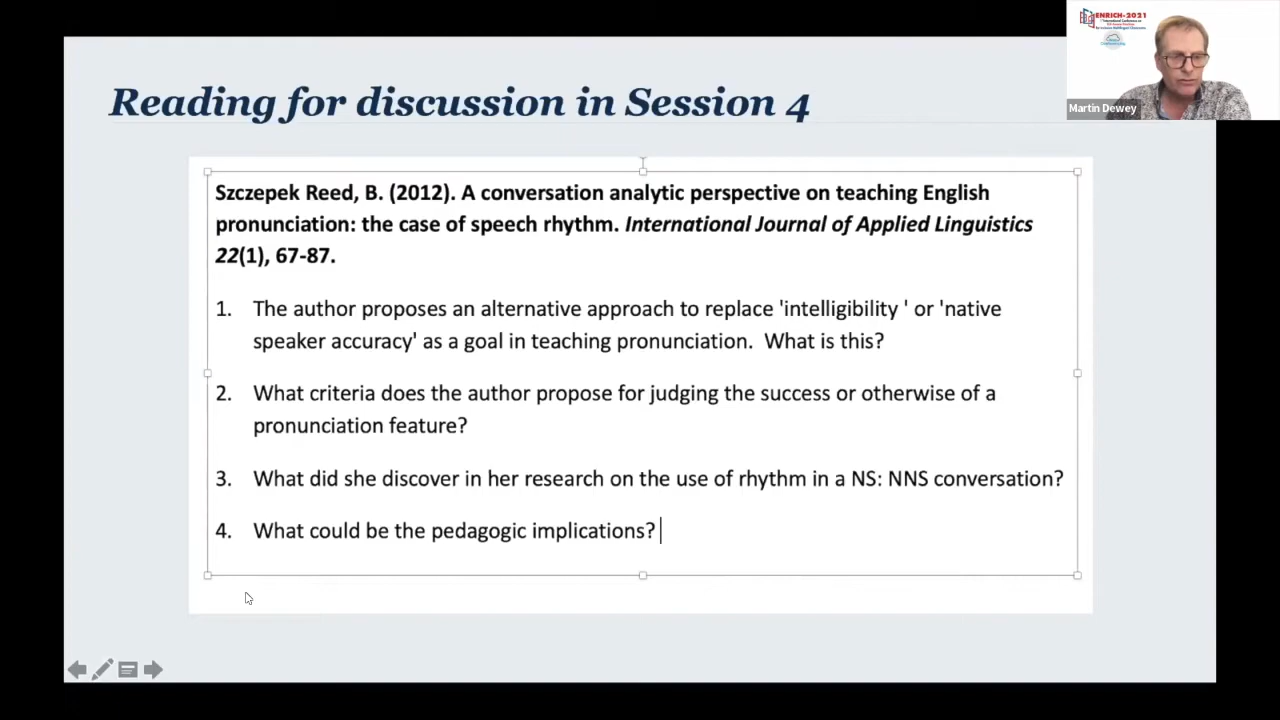 Reading for discussion in Session 4
Szczepek Reed, B. (2012). A conversation analytic perspective on teaching English
pronunciation: the case of speech rhythm. International Journal of Applied Linguistics
22(1), 67-87.
1. The author proposes an alternative approach to replace 'intelligibility ' or 'native
speaker accuracy' as a goal in teaching pronunciation.  What is this?
2. What criteria does the author propose for judging the success or otherwise of a
pronunciation feature?
3. What did she discover in her research on the use of rhythm in a NS: NNS conversation?
4. What could be the pedagogic implications?
ENRICH-2021
Martin Dewey